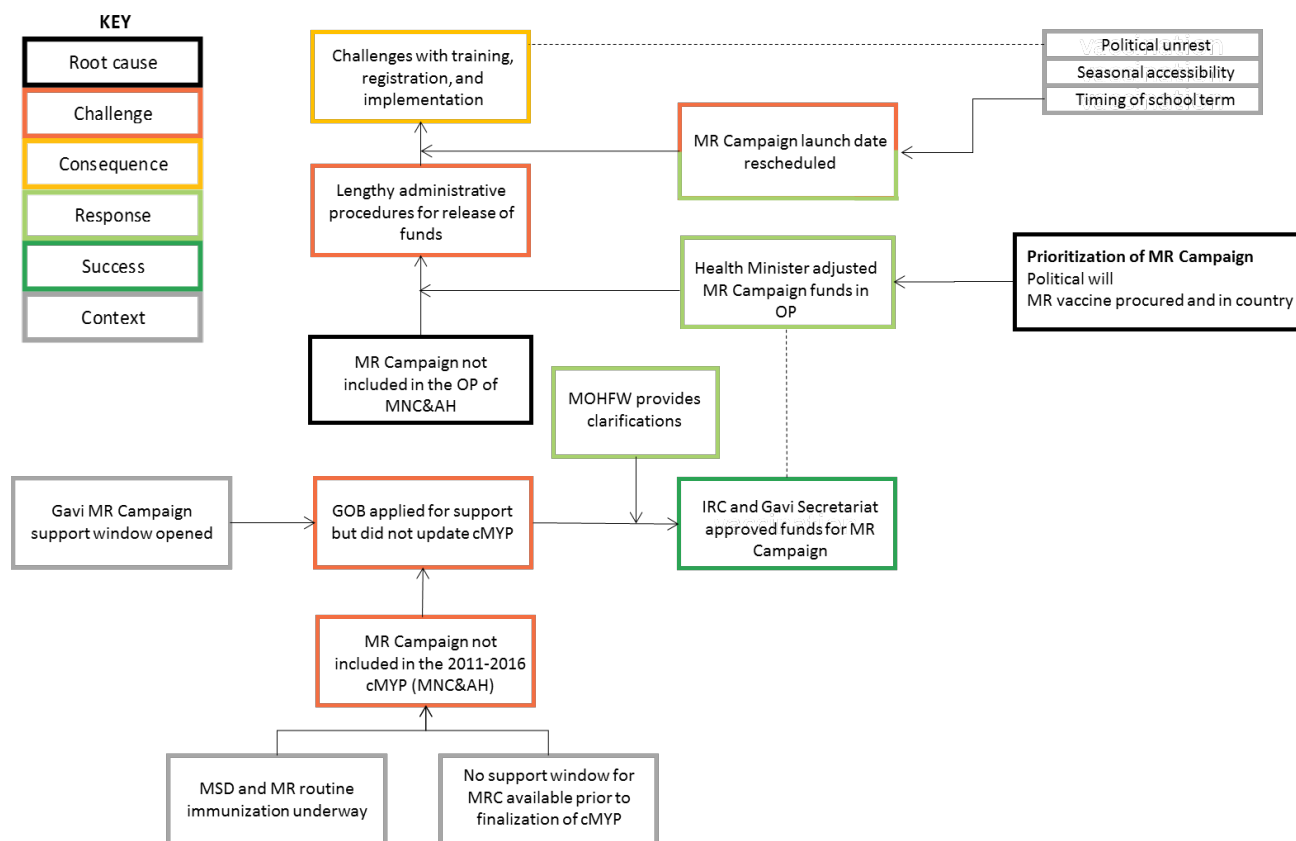 KEY
Root cause
Challenge
Consequence
Response
Success
Context
Challenges with training,
registration, and
implementation
Political unrest
Seasonal accessibility
Timing of school term
MR Campaign launch date
rescheduled
Lengthy administrative
procedures for release of
funds
Health Minister adjusted
MR Campaign funds in
OP
Prioritization of MR Campaign
Political will
MR vaccine procured and in country
MR Campaign not
included in the OP of
MNC&AH
MOHFW provides
clarifications
Gavi MR Campaign
support window opened
GOB applied for support
but did not update cMYP
IRC and Gavi Secretariat
approved funds for MR
Campaign
MR Campaign not
included in the 2011-2016
cMYP (MNC&AH)
MSD and MR routine
immunization underway
No support window for
MRC available prior to
finalization of cMYP